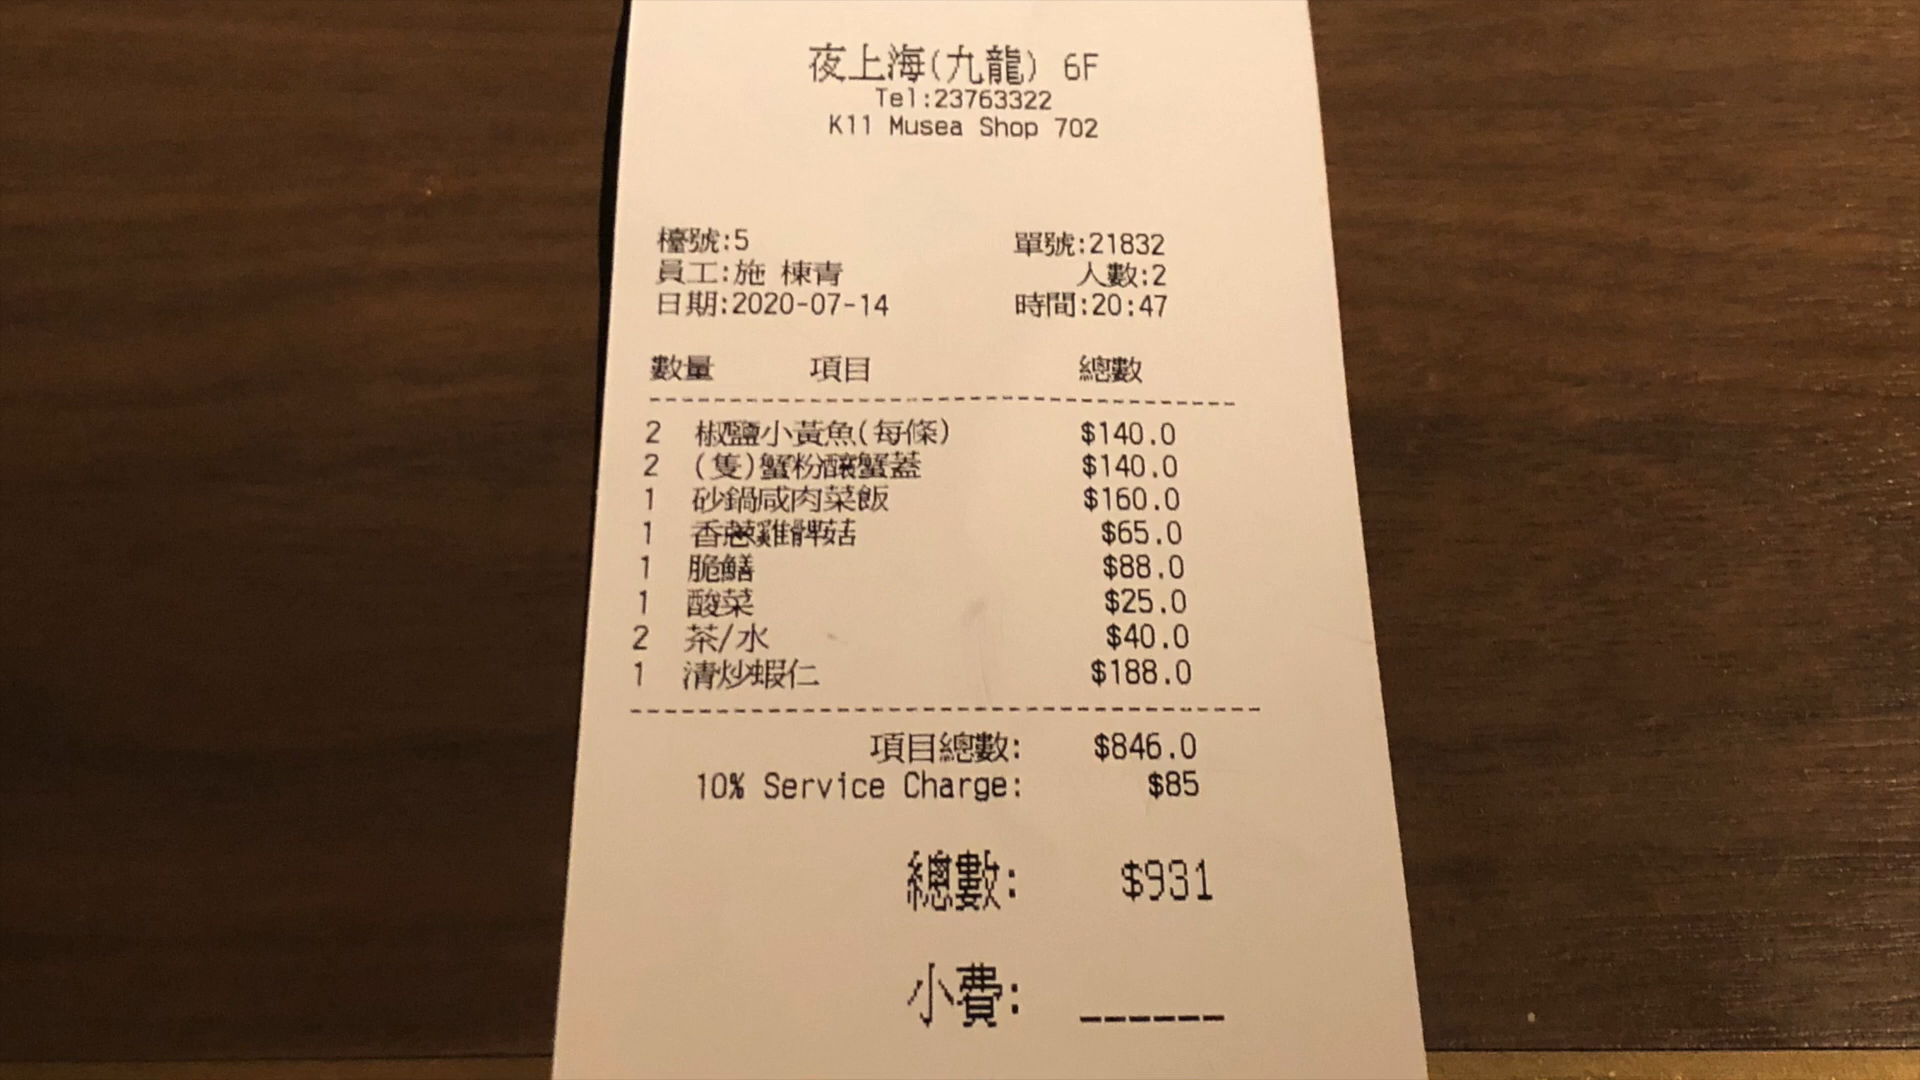 夜上海(九龍) 6F
Tel:23763322
K11 Musea Shop 702
檯號:5 單號:21832
員工:施 棟青 人數:2
日期:2020-07-14 時間:20:47
數量 項目 總數
2 椒鹽小黃魚(每條) $140.0
2 (隻)蟹粉釀蟹蓋 $140.0
1 砂鍋咸肉菜飯 $160.0
1 香蔥雞髀菇 $65.0
1 脆鱔 $88.0
1 酸菜 $25.0
2 茶/水 $40.0
1 清炒蝦仁 $188.0
項目總數: $846.0
10% Service Charge: $85
總數: $931
小費: ______